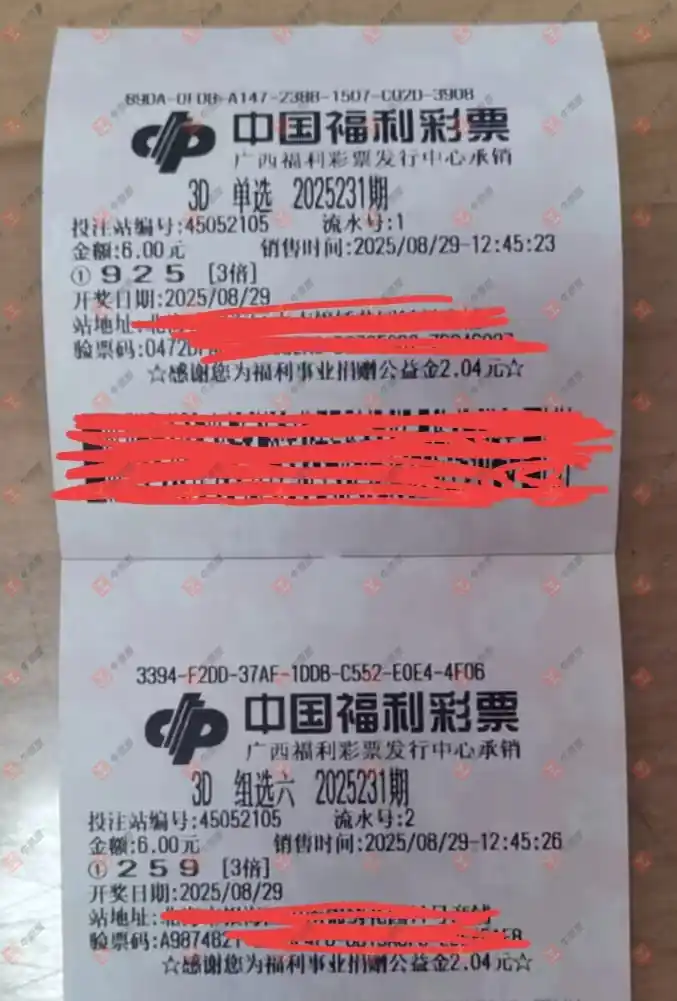 69DA-0FDB-A147-238B-1507-C02D-3908
中国福利彩票
广西福利彩票发行中心承销
3D 单选 2025231期
投注站编号:45052105 流水号:1
金额:6.00元 销售时间:2025/08/29-12:45:23
① 925 [3倍]
开奖日期:2025/08/29
站地址:
验票码:0472
☆感谢您为福利事业捐赠公益金2.04元☆
3394-F2DD-37AF-1DDB-C552-E0E4-4F06
中国福利彩票
广西福利彩票发行中心承销
3D 组选六 2025231期
投注站编号:45052105 流水号:2
金额:6.00元 销售时间:2025/08/29-12:45:26
① 259 [3倍]
开奖日期:2025/08/29
站地址:
验票码:A987482
☆感谢您为福利事业捐赠公益金2.04元☆